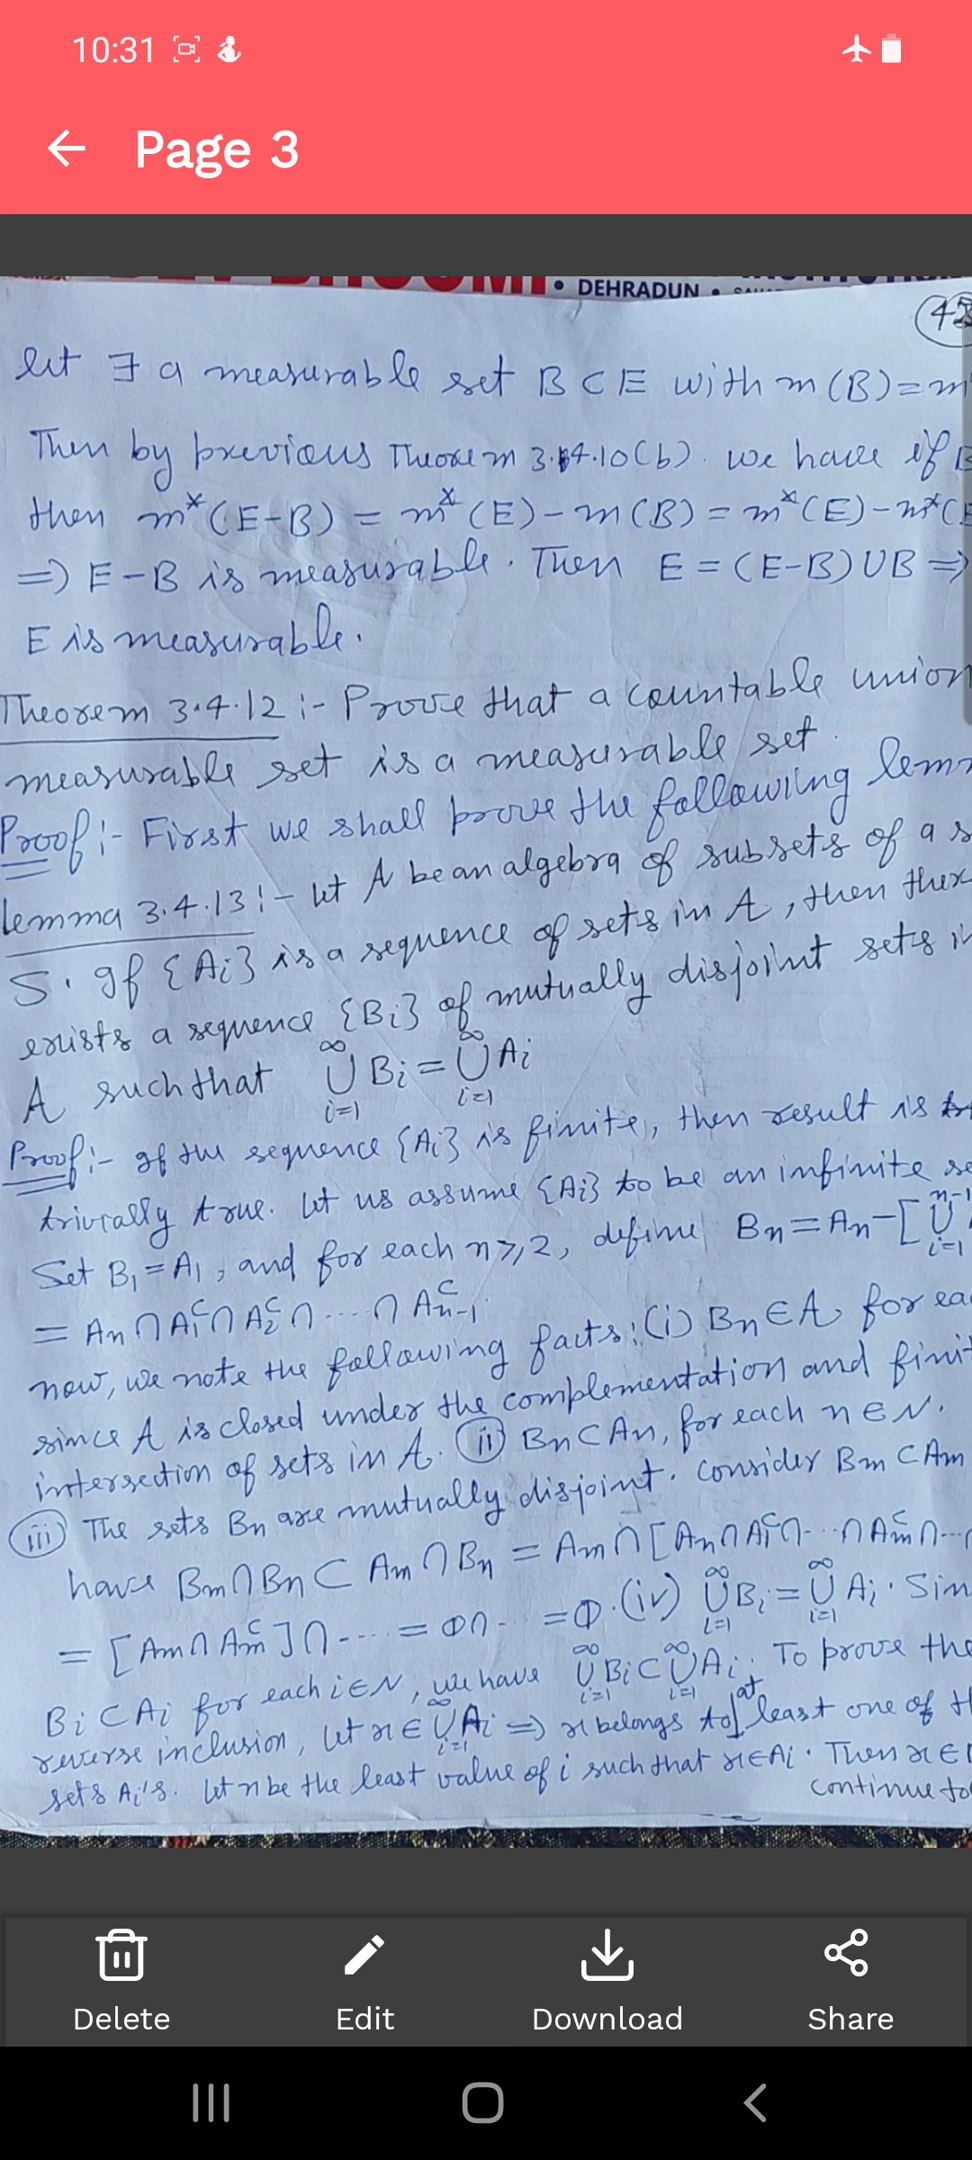 10:31
Page 3
• DEHRADUN •
let ∃ a measurable set B ⊂ E with m(B)=m
Then by previous Theorem 3.4.10(b). we have if B
then m*(E-B) = m*(E)-m(B) = m*(E)-m*(E
=) E-B is measurable. Then E = (E-B)UB =)
E is measurable.
Theorem 3.4.12 :- Prove that a countable union
measurable set is a measurable set.
Proof :- First we shall prove the following lem
lemma 3.4.13 :- let A be an algebra of subsets of a s
S. If {Ai} is a sequence of sets in A, then ther
exists a sequence {Bi} of mutually disjoint sets in
A such that ∞⋃i=1 Bi = ∞⋃i=1 Ai
Proof :- If the sequence {Ai} is finite, then result is
trivially true. let us assume {Ai} to be an infinite se
Set B1 = A1, and for each n≥2, define Bn = An-[n-1⋃i=1
= An ∩ A1^c ∩ A2^c ∩ .... ∩ A^c n-1.
now, we note the following facts: (i) Bn ∈ A for ea
since A is closed under the complementation and finit
intersection of sets in A. (ii) Bn ⊂ An, for each n ∈ N.
(iii) The sets Bn are mutually disjoint. Consider Bm ⊂ Am
have Bm ∩ Bn ⊂ Am ∩ Bn = Am ∩ [An ∩ A1^c ∩ ... ∩ Am^c ∩ ...
= [Am ∩ Am^c] ∩ .... = Φ ∩ ... = Φ. (iv) ∞⋃i=1 Bi = ∞⋃i=1 Ai. Sin
Bi ⊂ Ai for each i ∈ N, we have ∞⋃i=1 Bi ⊂ ∞⋃i=1 Ai. To prove the
reverse inclusion, let x ∈ ∞⋃i=1 Ai =) x belongs to at least one of th
sets Ai's. let n be the least value of i such that x ∈ Ai. Then x ∈
continue to
Delete
Edit
Download
Share